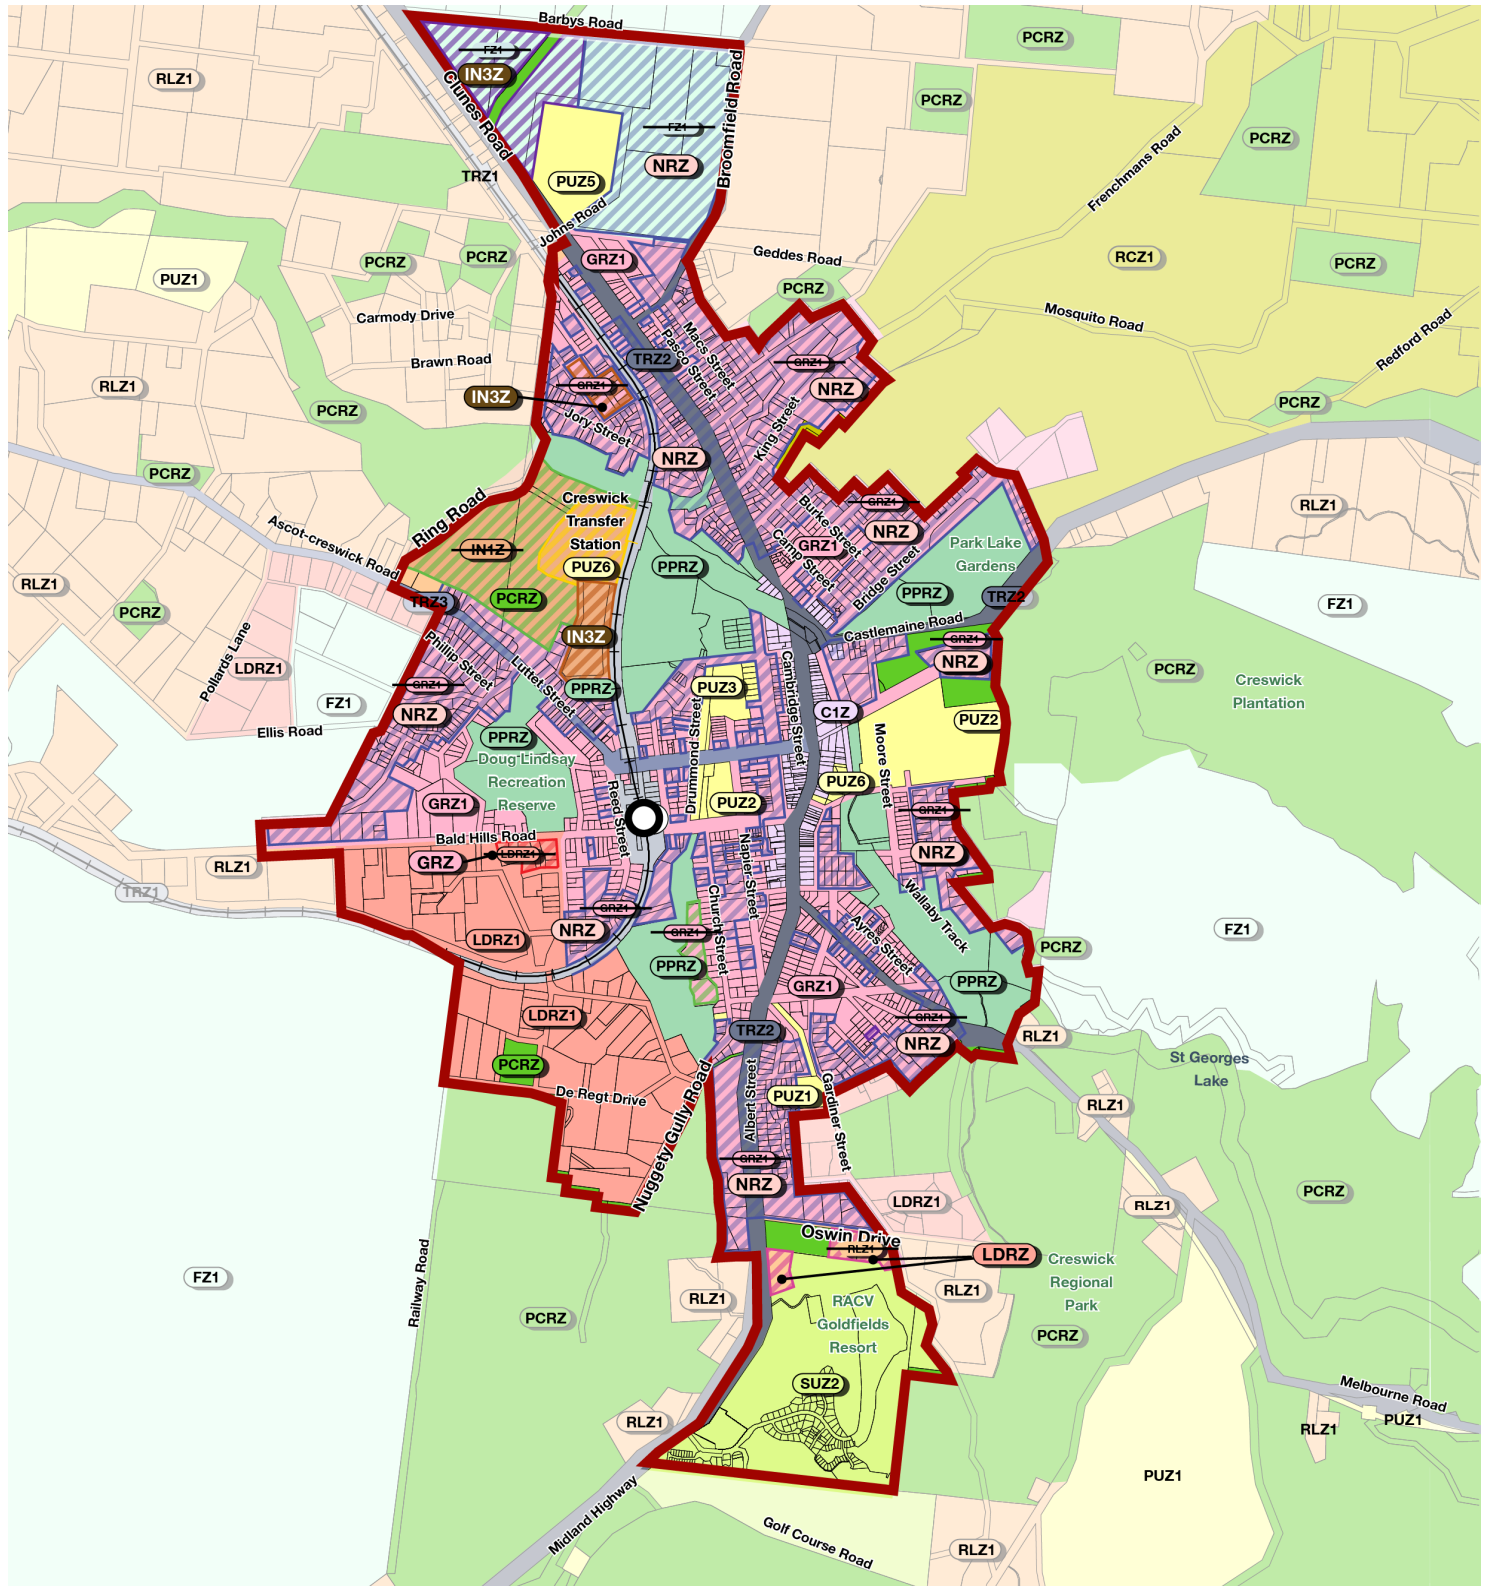 Barbys Road
PCRZ
FZ1
IN3Z
RLZ1
Clunes Road
Broomfield Road
PCRZ
FZ1
NRZ
PCRZ
Frenchmans Road
TRZ1
PUZ5
Johns Road
GRZ1
Geddes Road
PCRZ
PCRZ
RCZ1
PCRZ
PUZ1
PCRZ
Carmody Drive
Mosquito Road
Redford Road
Macs Street
Pasco Street
TRZ2
Brawn Road
GRZ1
NRZ
RLZ1
GRZ1
IN3Z
PCRZ
PCRZ
Jory Street
King Street
NRZ
PCRZ
Ring Road
Creswick
Transfer
Station
PUZ6
GRZ1
NRZ
RLZ1
Burke Street
Camp Street
GRZ1
Bridge Street
Park Lake
Gardens
Ascot-creswick Road
IN1Z
PPRZ
RLZ1
PCRZ
TRZ3
PCRZ
PPRZ
TRZ2
FZ1
Castlemaine Road
IN3Z
GRZ1
NRZ
Pollards Lane
LDRZ1
Phillip Street
Luttet Street
PCRZ
Creswick
Plantation
GRZ1
NRZ
FZ1
PPRZ
PUZ3
Cambridge Street
C1Z
PUZ2
Ellis Road
PPRZ
Doug Lindsay
Recreation
Reserve
Drummond Street
Moore Street
PUZ6
GRZ1
PUZ2
Reed Street
GRZ1
NRZ
Bald Hills Road
GRZ
LDRZ1
RLZ1
TRZ1
Napier Street
Church Street
Wallaby Track
GRZ1
NRZ
LDRZ1
GRZ1
PPRZ
Ayres Street
FZ1
PCRZ
PPRZ
GRZ1
LDRZ1
TRZ2
GRZ1
NRZ
RLZ1
St Georges
Lake
PCRZ
De Regt Drive
Nuggety Gully Road
Albert Street
PUZ1
Gardiner Street
RLZ1
GRZ1
NRZ
LDRZ1
PCRZ
RLZ1
Oswin Drive
RLZ1
LDRZ
Creswick
Regional
Park
FZ1
Railway Road
RLZ1
RLZ1
RACV
Goldfields
Resort
PCRZ
PCRZ
SUZ2
RLZ1
Melbourne Road
PUZ1
RLZ1
PUZ1
Midland Highway
Golf Course Road
RLZ1